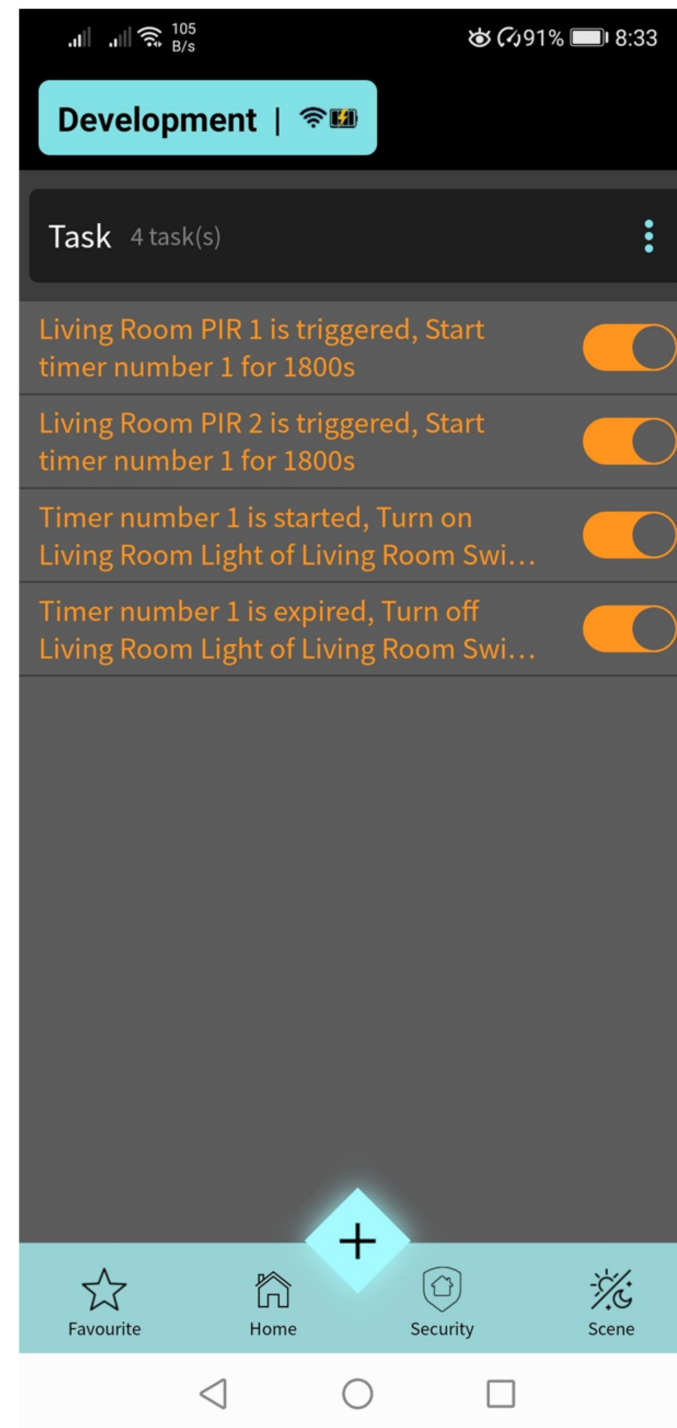 105
B/s
91% 8:33
Development |
Task 4 task(s)
Living Room PIR 1 is triggered, Start
timer number 1 for 1800s
Living Room PIR 2 is triggered, Start
timer number 1 for 1800s
Timer number 1 is started, Turn on
Living Room Light of Living Room Swi...
Timer number 1 is expired, Turn off
Living Room Light of Living Room Swi...
+
Favourite Home Security Scene